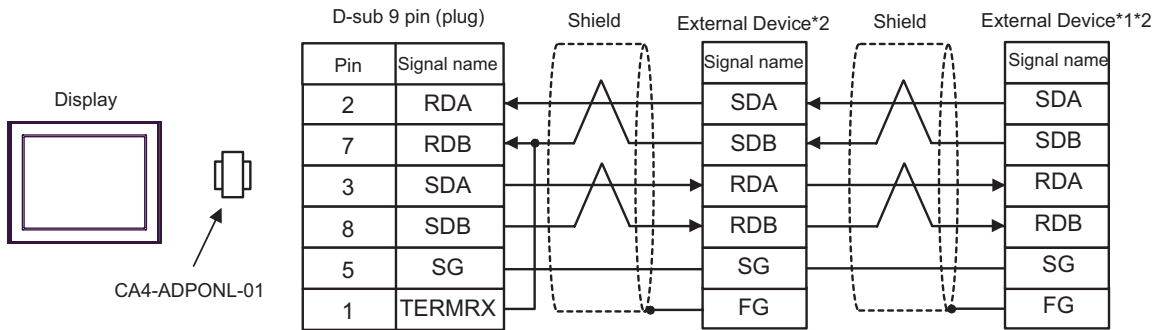 D-sub 9 pin (plug) Shield External Device*2 Shield External Device*1*2
Display
CA4-ADPONL-01
Pin Signal name Signal name Signal name
2 RDA SDA SDA
7 RDB SDB SDB
3 SDA RDA RDA
8 SDB RDB RDB
5 SG SG SG
1 TERMRX FG FG